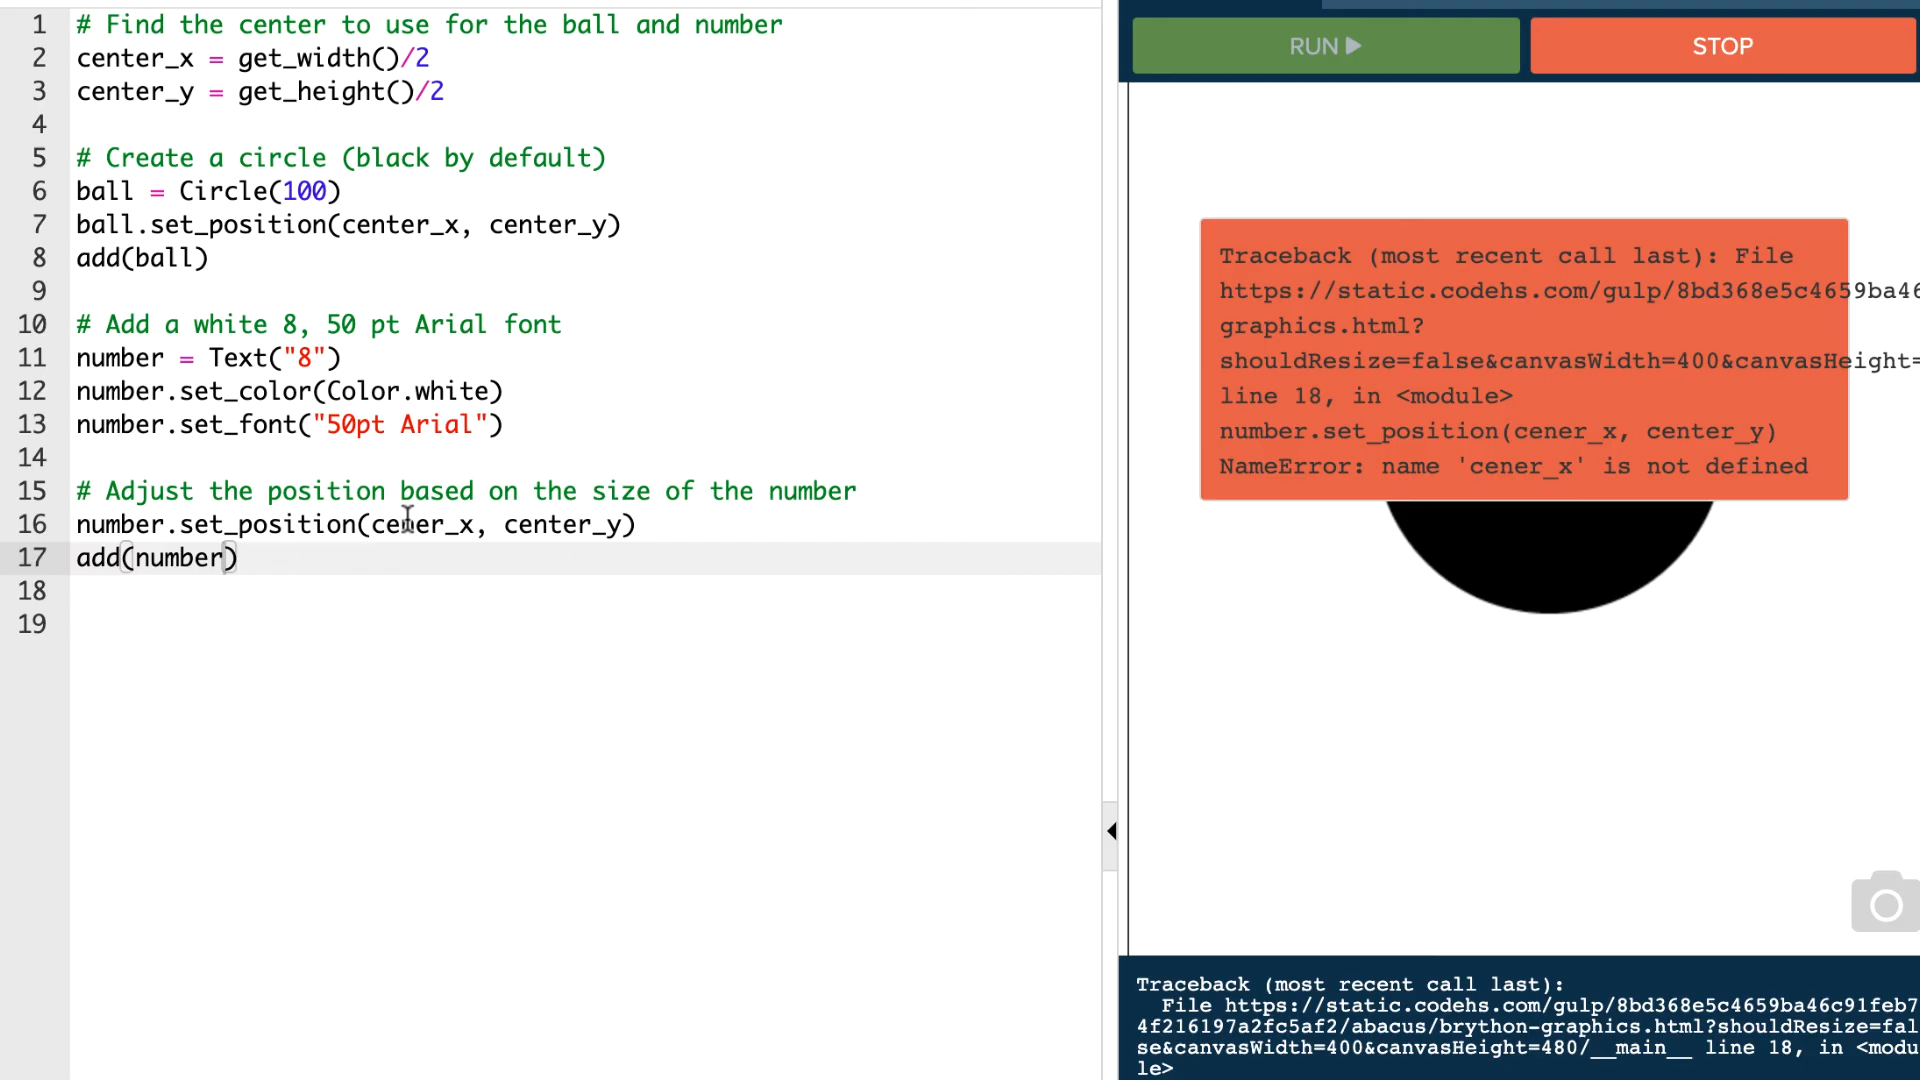 1 # Find the center to use for the ball and number
2 center_x = get_width()/2
3 center_y = get_height()/2
4
5 # Create a circle (black by default)
6 ball = Circle(100)
7 ball.set_position(center_x, center_y)
8 add(ball)
9
10 # Add a white 8, 50 pt Arial font
11 number = Text("8")
12 number.set_color(Color.white)
13 number.set_font("50pt Arial")
14
15 # Adjust the position based on the size of the number
16 number.set_position(cener_x, center_y)
17 add(number)
18
19
RUN
STOP
Traceback (most recent call last): File
https://static.codehs.com/gulp/8bd368e5c4659ba46
graphics.html?
shouldResize=false&canvasWidth=400&canvasHeight=
line 18, in <module>
number.set_position(cener_x, center_y)
NameError: name 'cener_x' is not defined
Traceback (most recent call last):
File https://static.codehs.com/gulp/8bd368e5c4659ba46c91feb7
4f216197a2fc5af2/abacus/brython-graphics.html?shouldResize=fal
se&canvasWidth=400&canvasHeight=480/__main__ line 18, in <modu
le>